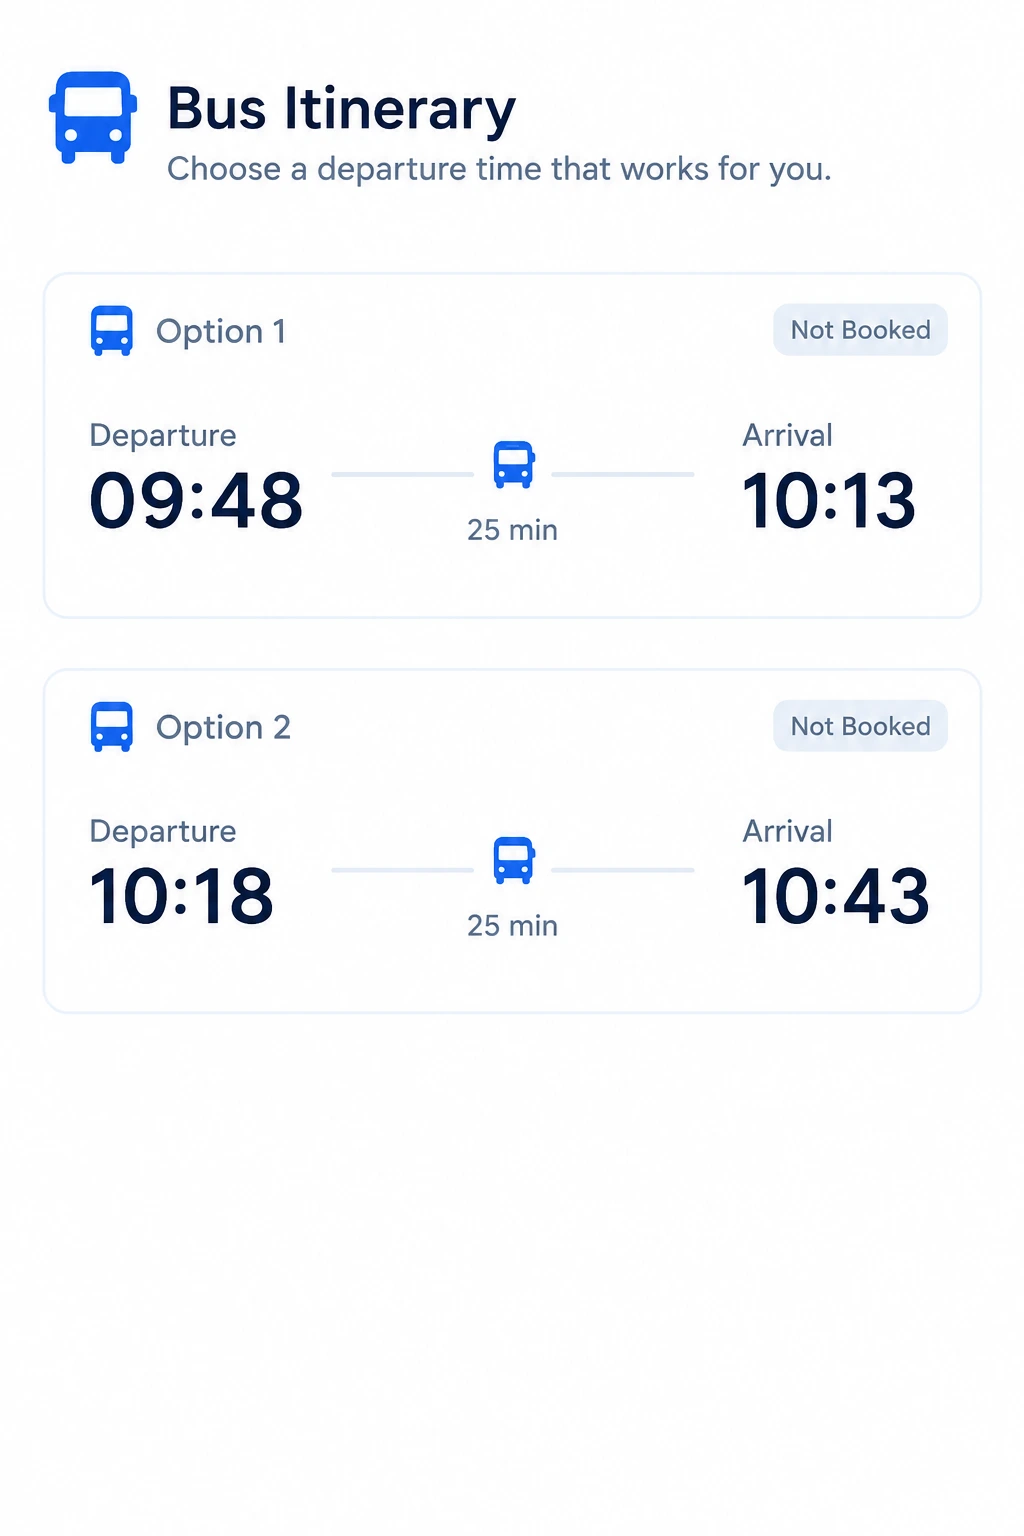 Bus Itinerary
Choose a departure time that works for you.
Option 1
Not Booked
Departure
09:48
25 min
Arrival
10:13
Option 2
Not Booked
Departure
10:18
25 min
Arrival
10:43